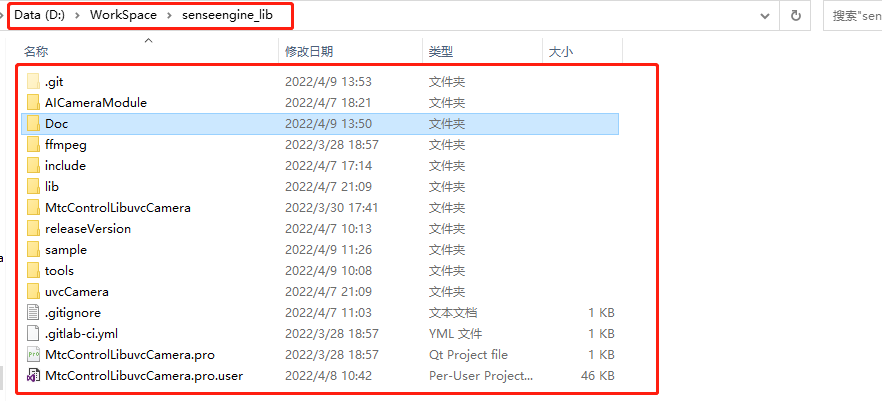 Data (D:) > WorkSpace > senseengine_lib 搜索"sen
名称 修改日期 类型 大小
.git 2022/4/9 13:53 文件夹
AICameraModule 2022/4/7 18:21 文件夹
Doc 2022/4/9 13:50 文件夹
ffmpeg 2022/3/28 18:57 文件夹
include 2022/4/7 17:14 文件夹
lib 2022/4/7 21:09 文件夹
MtcControlLibuvcCamera 2022/3/30 17:41 文件夹
releaseVersion 2022/4/7 10:13 文件夹
sample 2022/4/9 11:26 文件夹
tools 2022/4/9 10:08 文件夹
uvcCamera 2022/4/7 21:09 文件夹
.gitignore 2022/4/7 11:03 文本文档 1 KB
.gitlab-ci.yml 2022/3/28 18:57 YML 文件 1 KB
MtcControlLibuvcCamera.pro 2022/3/28 18:57 Qt Project file 1 KB
MtcControlLibuvcCamera.pro.user 2022/4/8 10:42 Per-User Project... 46 KB